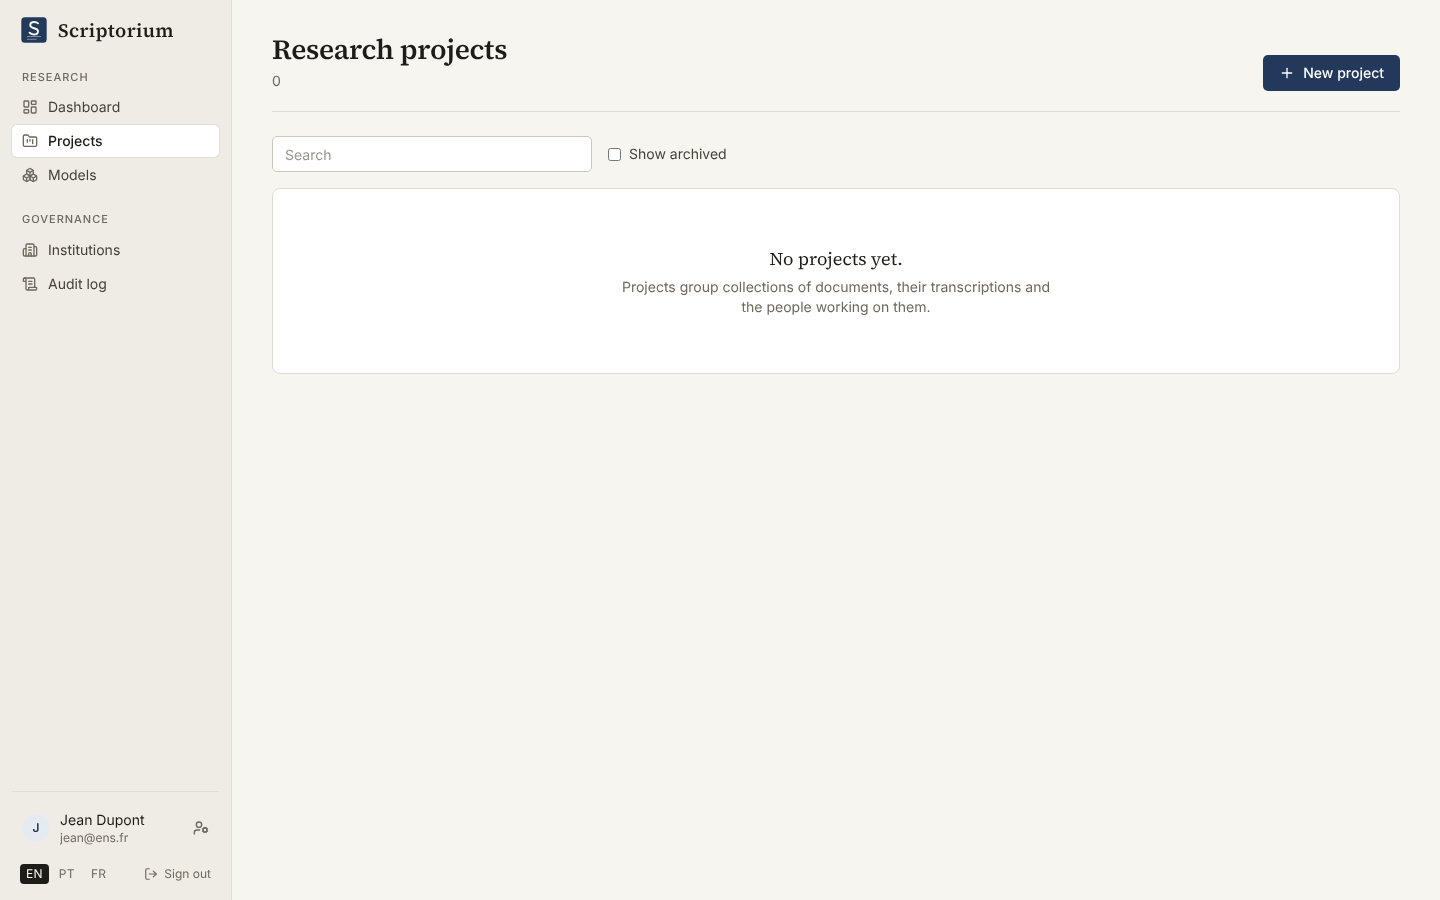 Scriptorium
RESEARCH
Dashboard
Projects
Models
GOVERNANCE
Institutions
Audit log
J
Jean Dupont
jean@ens.fr
EN PT FR Sign out
Research projects
0
New project
Search
Show archived
No projects yet.
Projects group collections of documents, their transcriptions and
the people working on them.